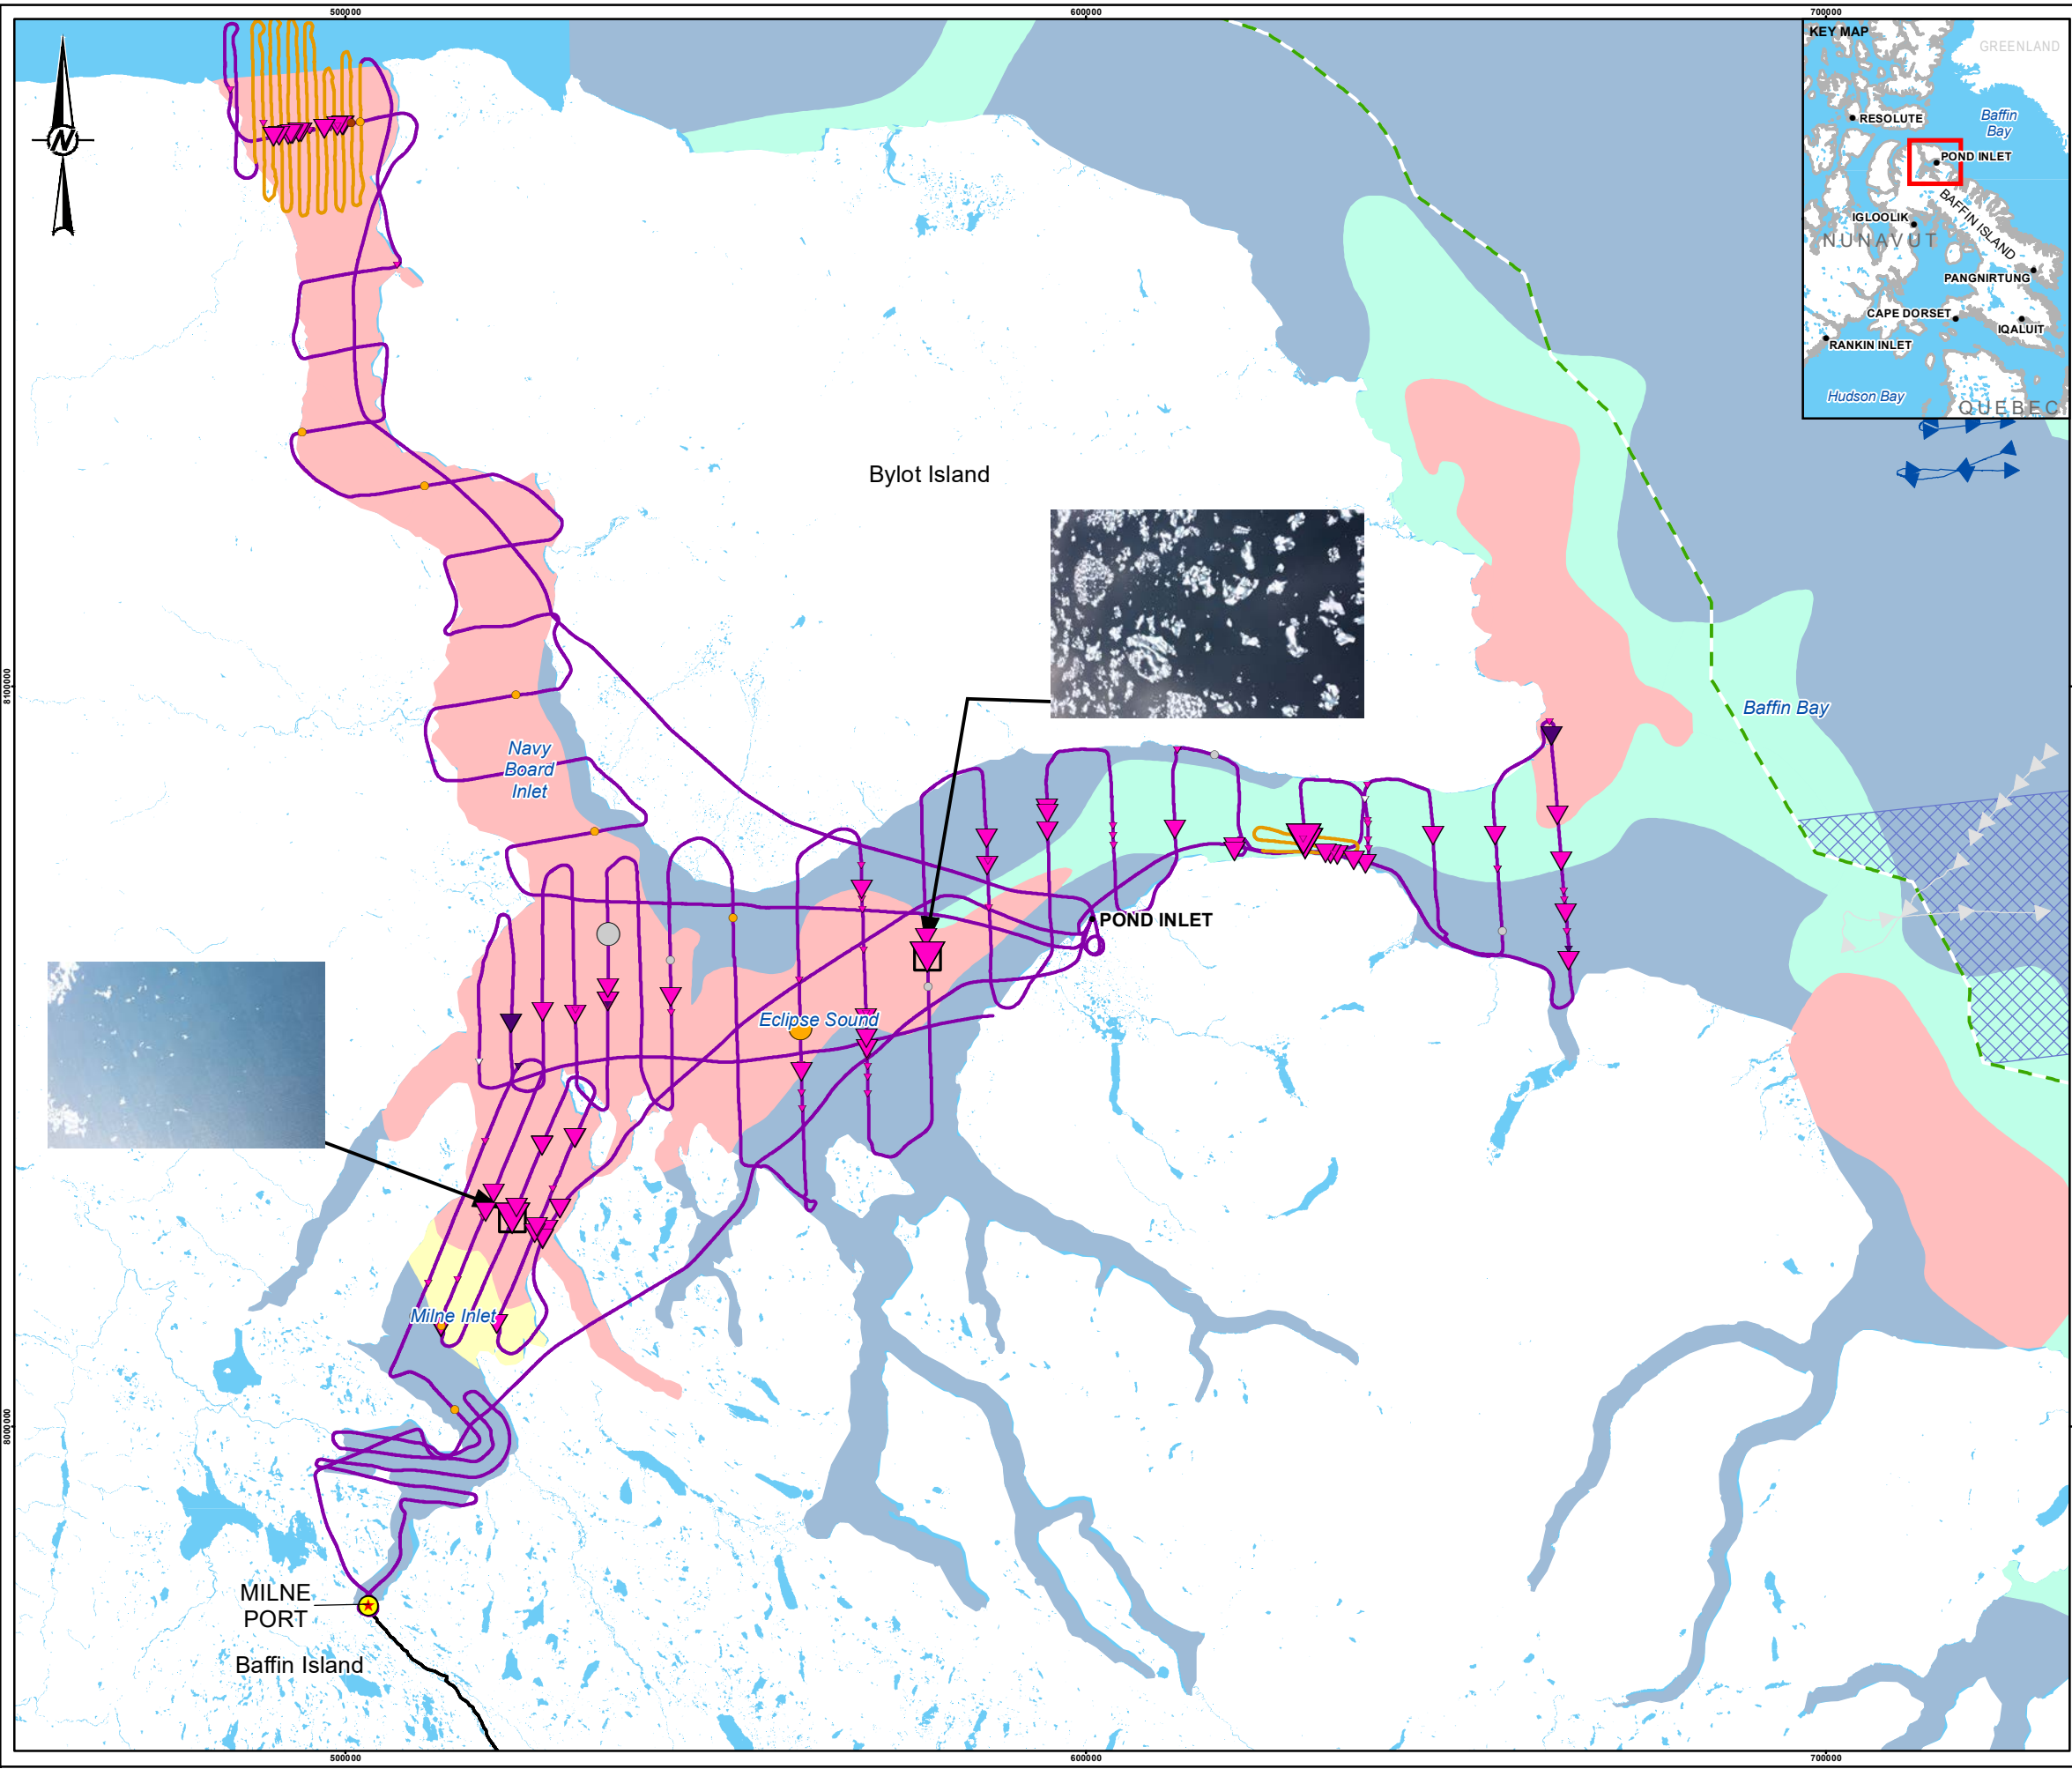 500000
600000
700000
KEY MAP
GREENLAND
Baffin
Bay
RESOLUTE
POND INLET
BAFFIN ISLAND
IGLOOLIK
NUNAVUT
PANGNIRTUNG
CAPE DORSET
IQALUIT
RANKIN INLET
Hudson Bay
QUEBEC
N
Bylot Island
8100000
Baffin Bay
Navy
Board
Inlet
POND INLET
Eclipse Sound
Milne Inlet
8000000
MILNE
PORT
Baffin Island
500000
600000
700000